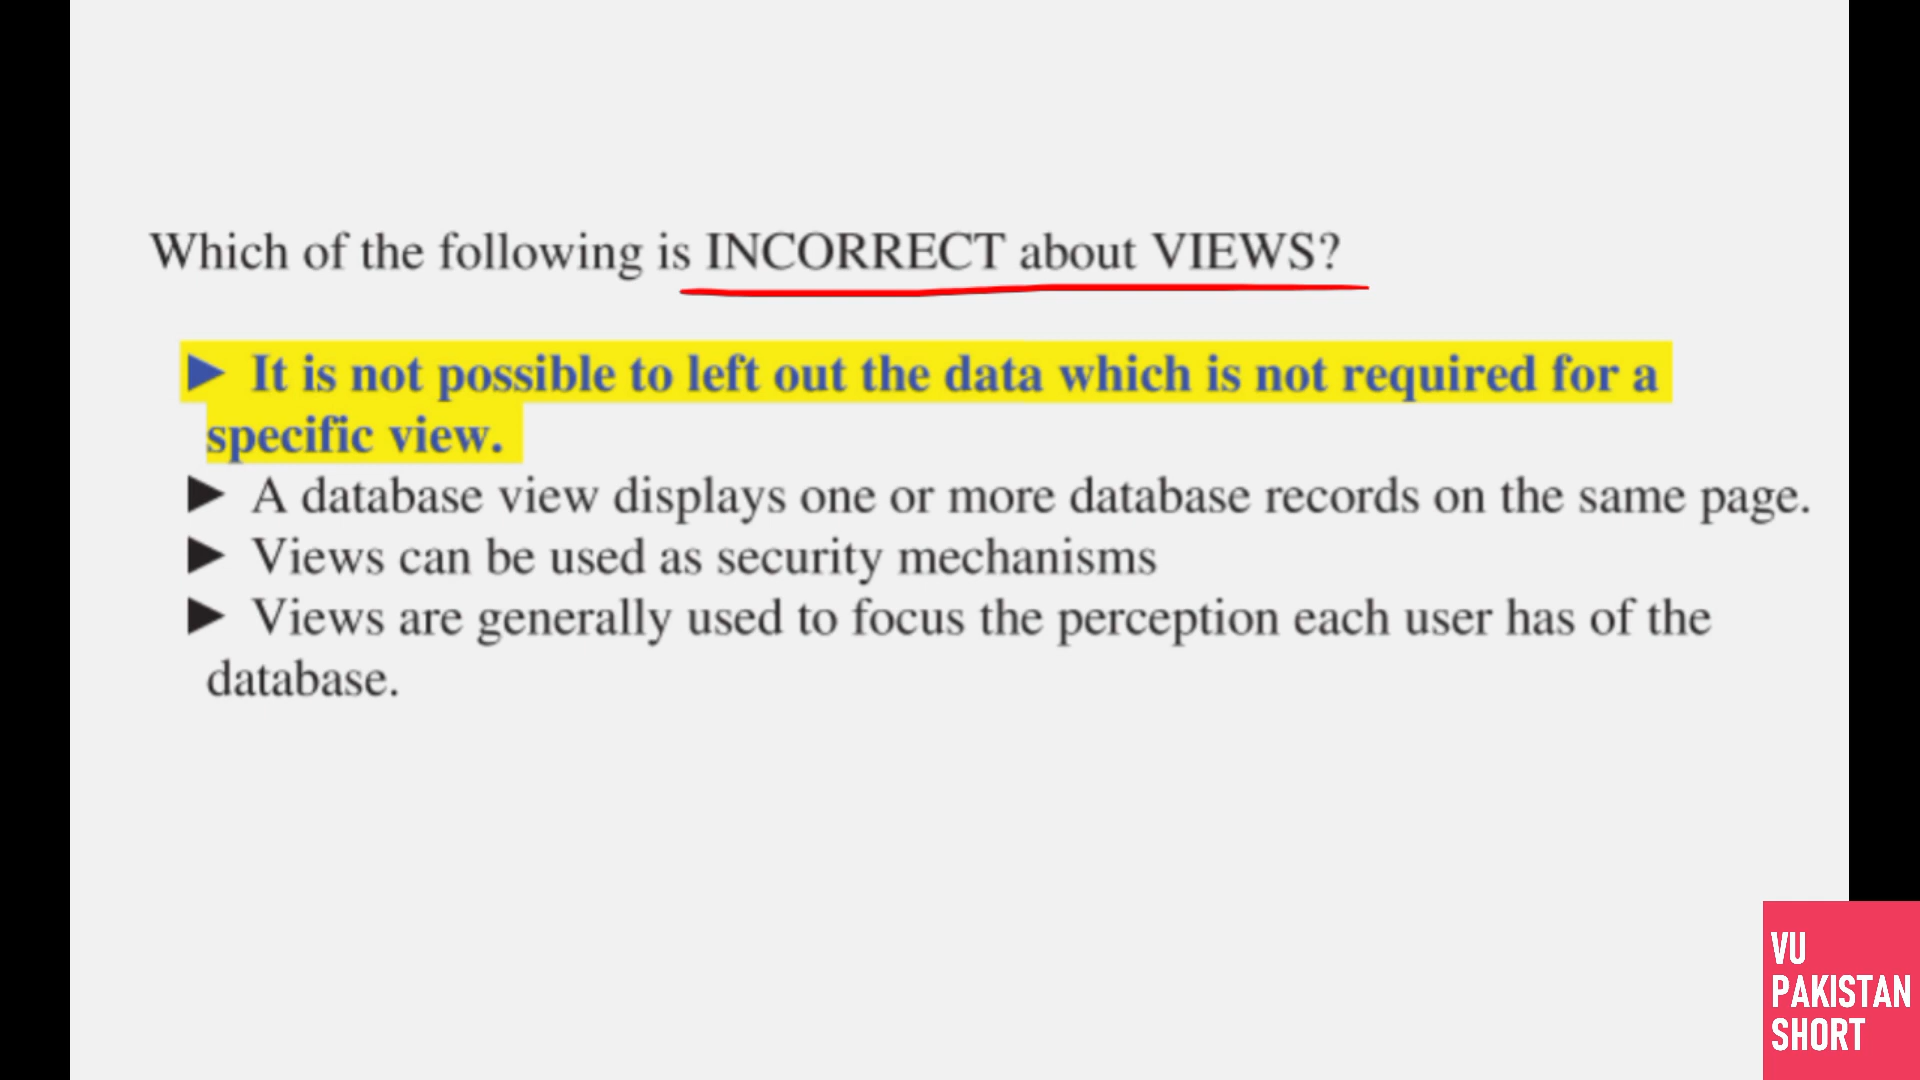 Which of the following is INCORRECT about VIEWS?
► It is not possible to left out the data which is not required for a
specific view.
► A database view displays one or more database records on the same page.
► Views can be used as security mechanisms
► Views are generally used to focus the perception each user has of the
database.
VU
PAKISTAN
SHORT